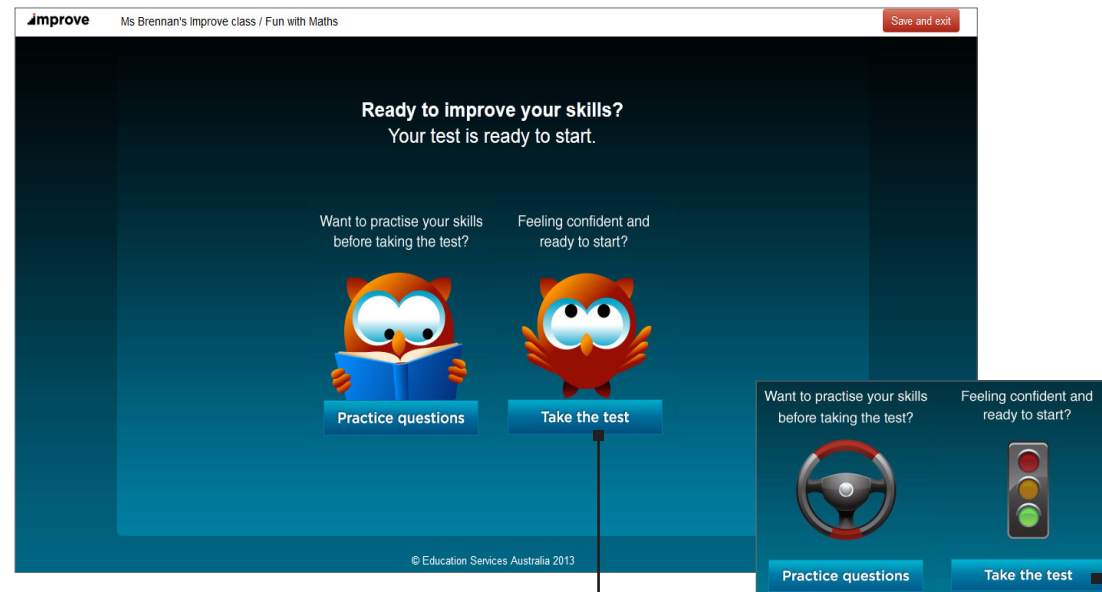 improve
Ms Brennan's Improve class / Fun with Maths
Save and exit
Ready to improve your skills?
Your test is ready to start.
Want to practise your skills
before taking the test?
Feeling confident and
ready to start?
Practice questions
Take the test
© Education Services Australia 2013
Want to practise your skills
before taking the test?
Feeling confident and
ready to start?
Practice questions
Take the test